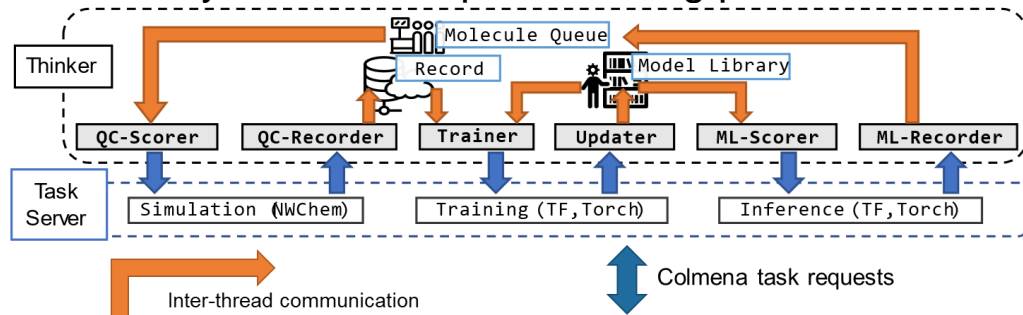 Molecule Queue
Thinker
Record
Model Library
QC-Scorer
QC-Recorder
Trainer
Updater
ML-Scorer
ML-Recorder
Task
Server
Simulation (NWChem)
Training (TF,Torch)
Inference (TF,Torch)
Colmena task requests
Inter-thread communication